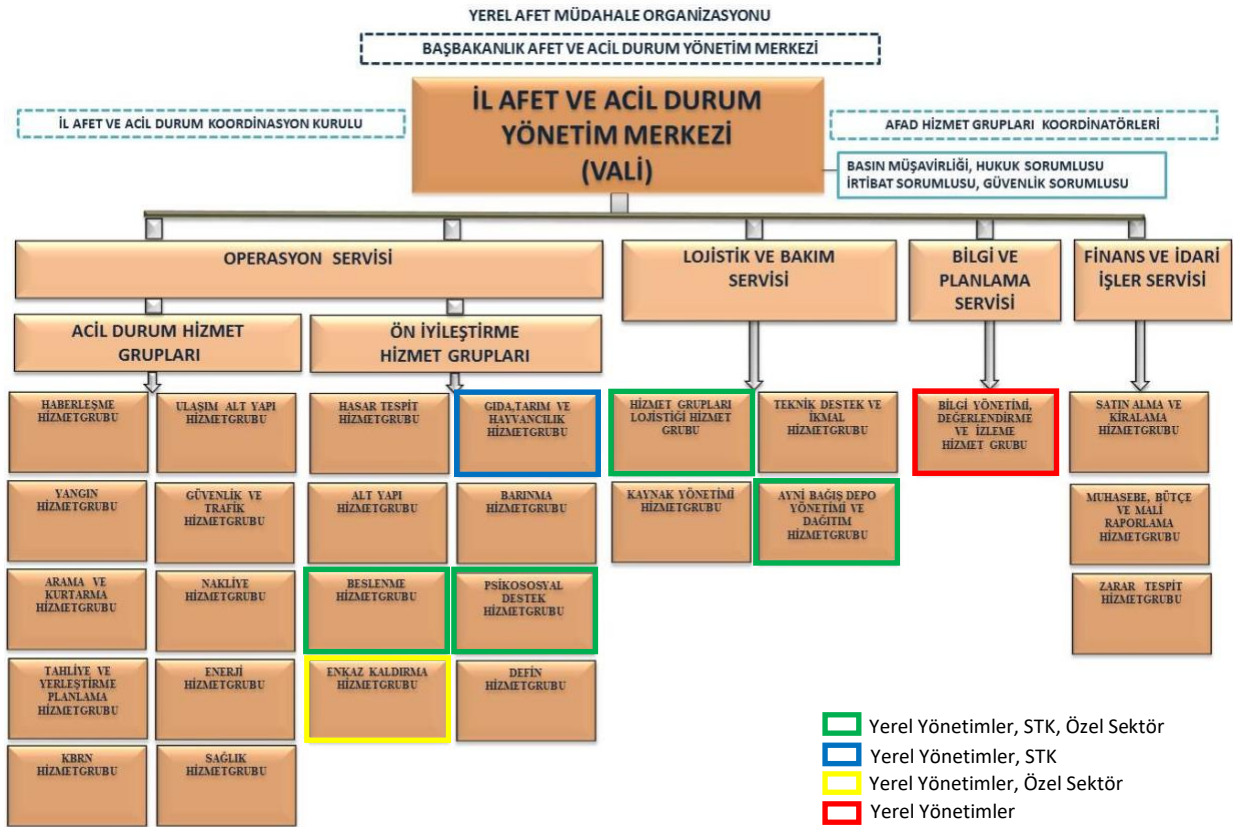 YEREL AFET MÜDAHALE ORGANİZASYONU
BAŞBAKANLIK AFET VE ACİL DURUM YÖNETİM MERKEZİ
İL AFET VE ACİL DURUM
YÖNETİM MERKEZİ
(VALİ)
İL AFET VE ACİL DURUM KOORDİNASYON KURULU
AFAD HİZMET GRUPLARI KOORDİNATÖRLERİ
BASIN MÜŞAVİRLİĞİ, HUKUK SORUMLUSU
İRTİBAT SORUMLUSU, GÜVENLİK SORUMLUSU
OPERASYON SERVİSİ
LOJİSTİK VE BAKIM
SERVİSİ
BİLGİ VE
PLANLAMA
SERVİSİ
FİNANS VE İDARİ
İŞLER SERVİSİ
ACİL DURUM HİZMET
GRUPLARI
ÖN İYİLEŞTİRME
HİZMET GRUPLARI
HABERLEŞME
HİZMETGRUBU
ULAŞIM ALT YAPI
HİZMETGRUBU
HASAR TESPİT
HİZMETGRUBU
GIDA,TARIM VE
HAYVANCILIK
HİZMETGRUBU
HİZMET GRUPLARI
LOJİSTİĞİ HİZMET
GRUBU
TEKNİK DESTEK VE
İKMAL
HİZMETGRUBU
BİLGİ YÖNETİMİ,
DEĞERLENDİRME
VE İZLEME
HİZMET GRUBU
SATIN ALMA VE
KİRALAMA
HİZMETGRUBU
YANGIN
HİZMETGRUBU
GÜVENLİK VE
TRAFİK
HİZMETGRUBU
ALT YAPI
HİZMETGRUBU
BARINMA
HİZMETGRUBU
KAYNAK YÖNETİMİ
HİZMETGRUBU
AYNİ BAĞIŞ DEPO
YÖNETİMİ VE
DAĞITIM
HİZMETGRUBU
MUHASEBE, BÜTÇE
VE MALİ
RAPORLAMA
HİZMETGRUBU
ARAMA VE
KURTARMA
HİZMETGRUBU
NAKLİYE
HİZMETGRUBU
BESLENME
HİZMETGRUBU
PSİKOSOSYAL
DESTEK
HİZMETGRUBU
ZARAR TESPİT
HİZMETGRUBU
TAHLİYE VE
YERLEŞTİRME
PLANLAMA
HİZMETGRUBU
ENERJİ
HİZMETGRUBU
ENKAZ KALDIRMA
HİZMETGRUBU
DEFİN
HİZMETGRUBU
KBRN
HİZMETGRUBU
SAĞLIK
HİZMETGRUBU
Yerel Yönetimler, STK, Özel Sektör
Yerel Yönetimler, STK
Yerel Yönetimler, Özel Sektör
Yerel Yönetimler